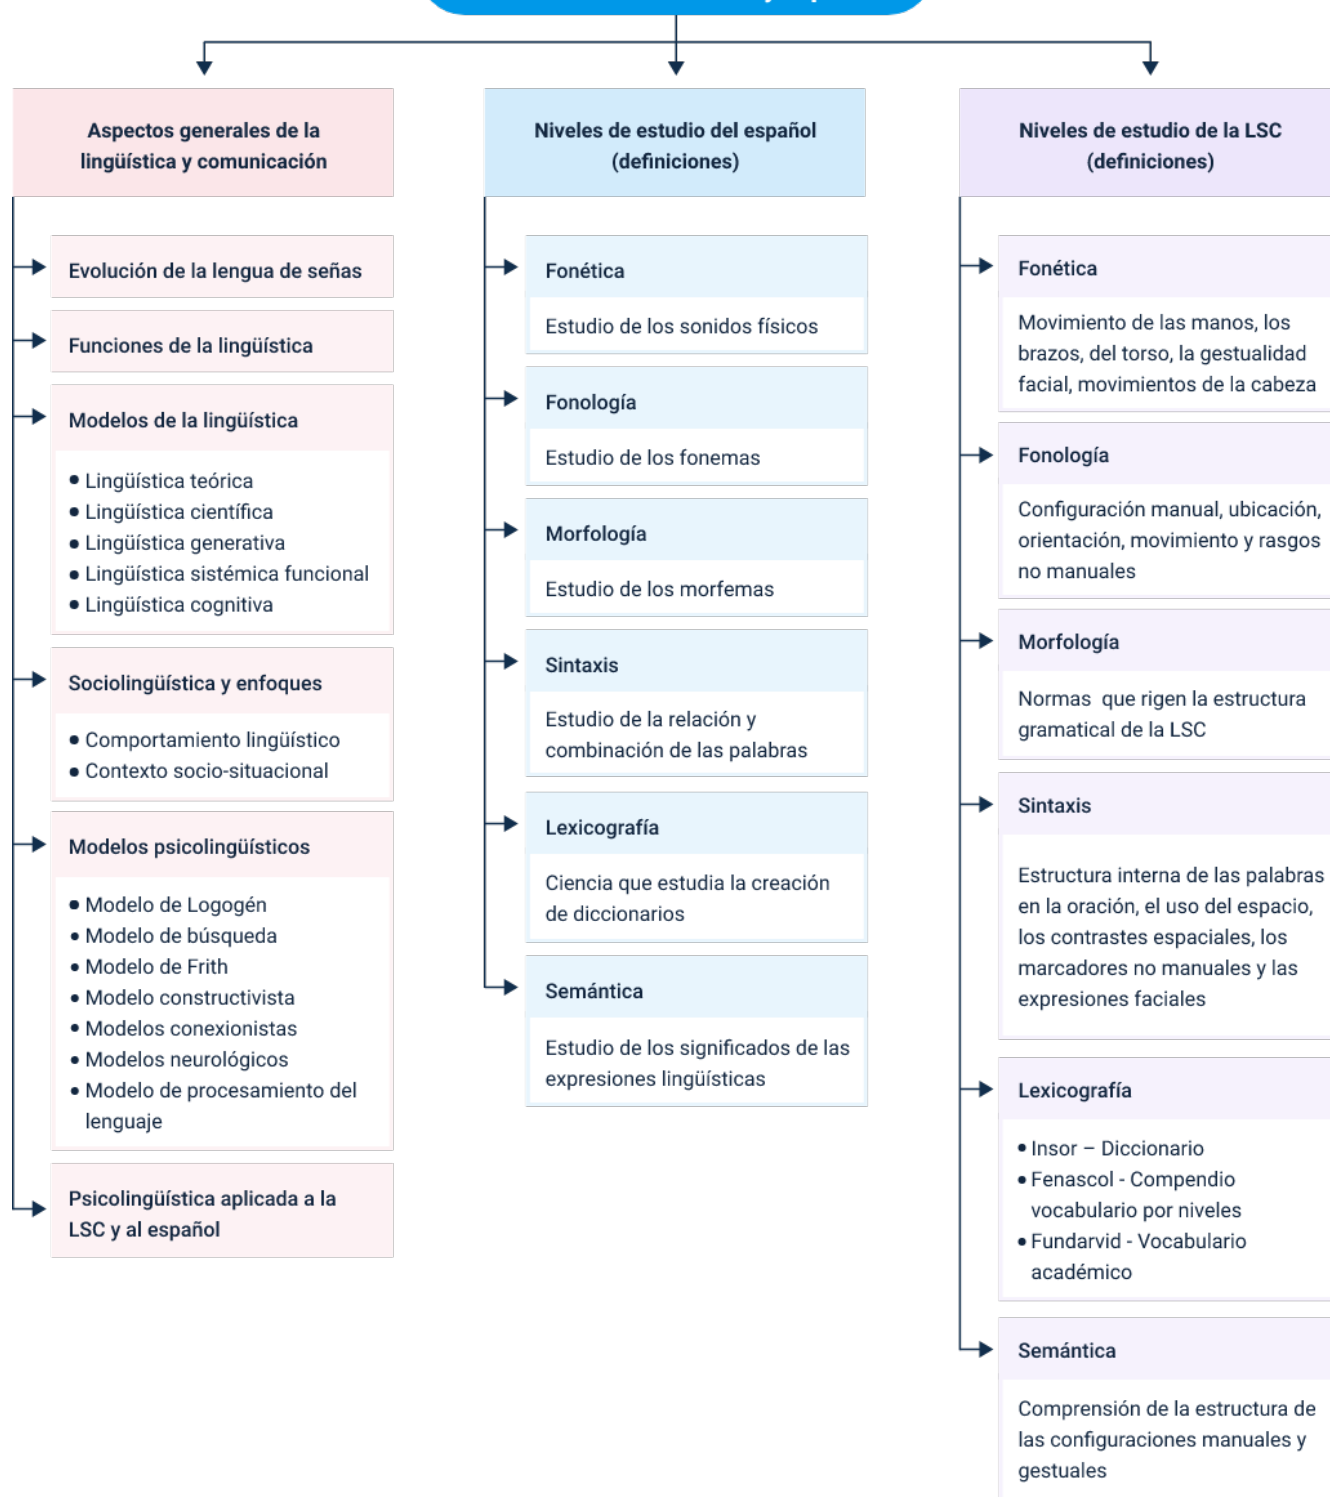 Aspectos generales de la
lingüística y comunicación
Evolución de la lengua de señas
Funciones de la lingüística
Modelos de la lingüística
• Lingüística teórica
• Lingüística científica
• Lingüística generativa
• Lingüística sistémica funcional
• Lingüística cognitiva
Sociolingüística y enfoques
• Comportamiento lingüístico
• Contexto socio-situacional
Modelos psicolingüísticos
• Modelo de Logogén
• Modelo de búsqueda
• Modelo de Frith
• Modelo constructivista
• Modelos conexionistas
• Modelos neurológicos
• Modelo de procesamiento del
lenguaje
Psicolingüística aplicada a la
LSC y al español
Niveles de estudio del español
(definiciones)
Fonética
Estudio de los sonidos físicos
Fonología
Estudio de los fonemas
Morfología
Estudio de los morfemas
Sintaxis
Estudio de la relación y
combinación de las palabras
Lexicografía
Ciencia que estudia la creación
de diccionarios
Semántica
Estudio de los significados de las
expresiones lingüísticas
Niveles de estudio de la LSC
(definiciones)
Fonética
Movimiento de las manos, los
brazos, del torso, la gestualidad
facial, movimientos de la cabeza
Fonología
Configuración manual, ubicación,
orientación, movimiento y rasgos
no manuales
Morfología
Normas  que rigen la estructura
gramatical de la LSC
Sintaxis
Estructura interna de las palabras
en la oración, el uso del espacio,
los contrastes espaciales, los
marcadores no manuales y las
expresiones faciales
Lexicografía
• Insor – Diccionario
• Fenascol - Compendio
vocabulario por niveles
• Fundarvid - Vocabulario
académico
Semántica
Comprensión de la estructura de
las configuraciones manuales y
gestuales